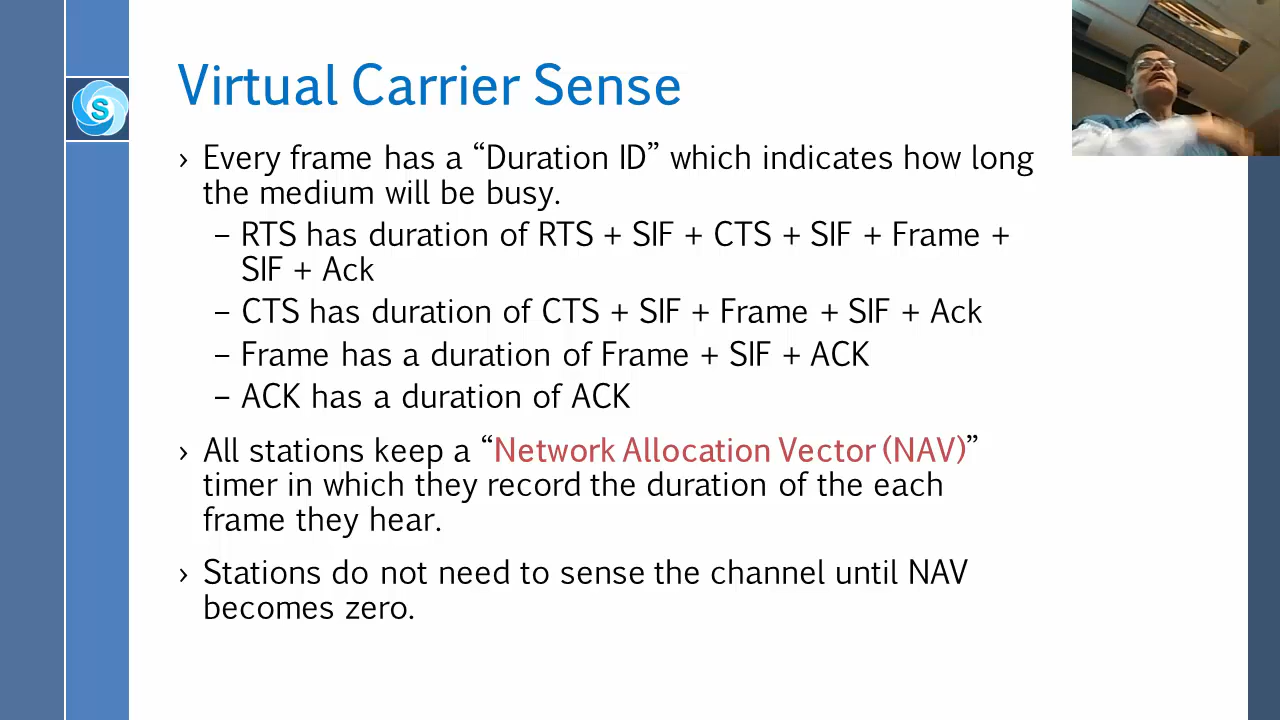 Virtual Carrier Sense
S
› Every frame has a “Duration ID” which indicates how long
the medium will be busy.
– RTS has duration of RTS + SIF + CTS + SIF + Frame +
SIF + Ack
– CTS has duration of CTS + SIF + Frame + SIF + Ack
– Frame has a duration of Frame + SIF + ACK
– ACK has a duration of ACK
› All stations keep a “Network Allocation Vector (NAV)”
timer in which they record the duration of the each
frame they hear.
› Stations do not need to sense the channel until NAV
becomes zero.